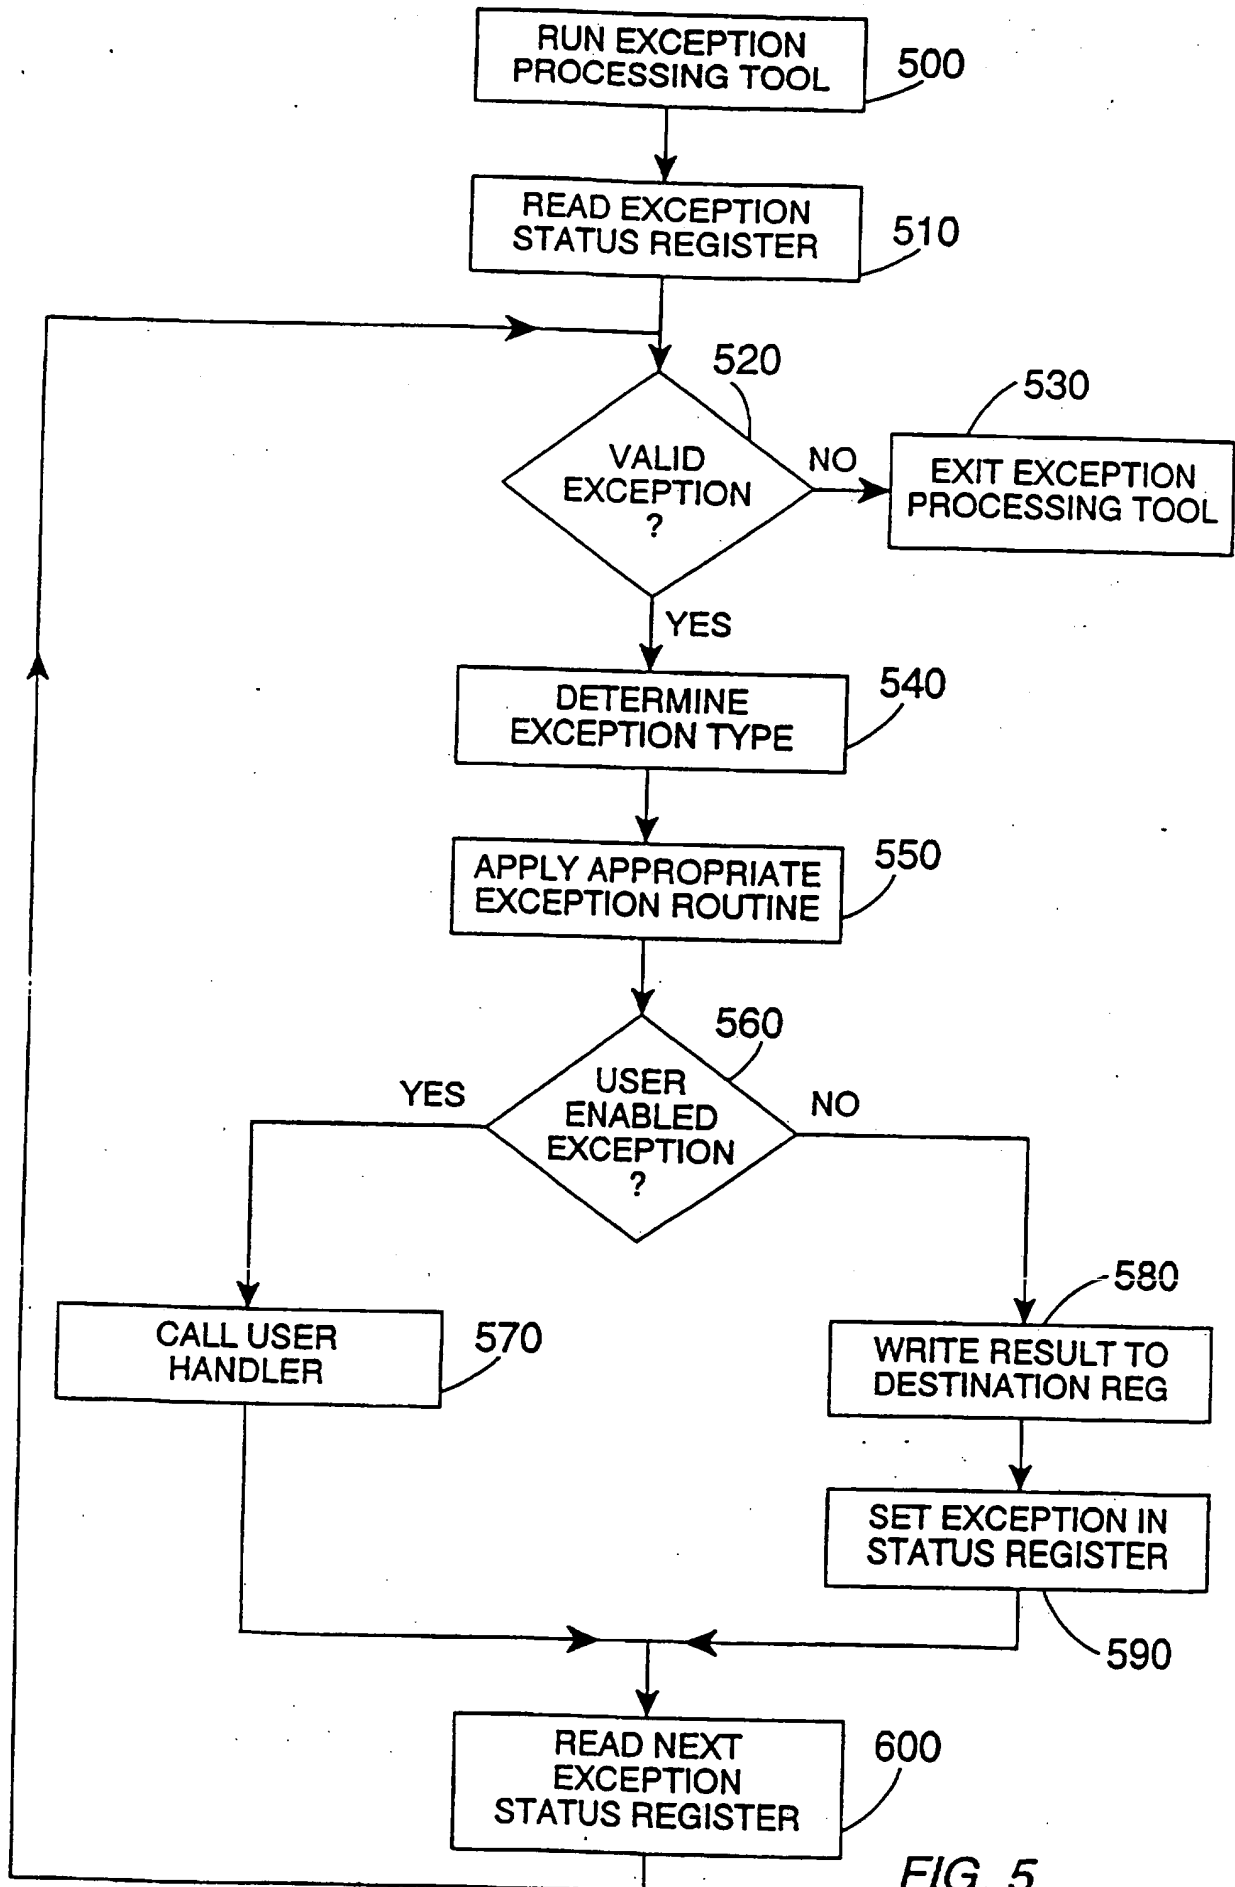 RUN EXCEPTION
PROCESSING TOOL
500
READ EXCEPTION
STATUS REGISTER
510
520
530
VALID
EXCEPTION
?
NO
EXIT EXCEPTION
PROCESSING TOOL
YES
DETERMINE
EXCEPTION TYPE
540
APPLY APPROPRIATE
EXCEPTION ROUTINE
550
560
YES
USER
ENABLED
EXCEPTION
?
NO
CALL USER
HANDLER
570
580
WRITE RESULT TO
DESTINATION REG
SET EXCEPTION IN
STATUS REGISTER
590
READ NEXT
EXCEPTION
STATUS REGISTER
600
FIG 5